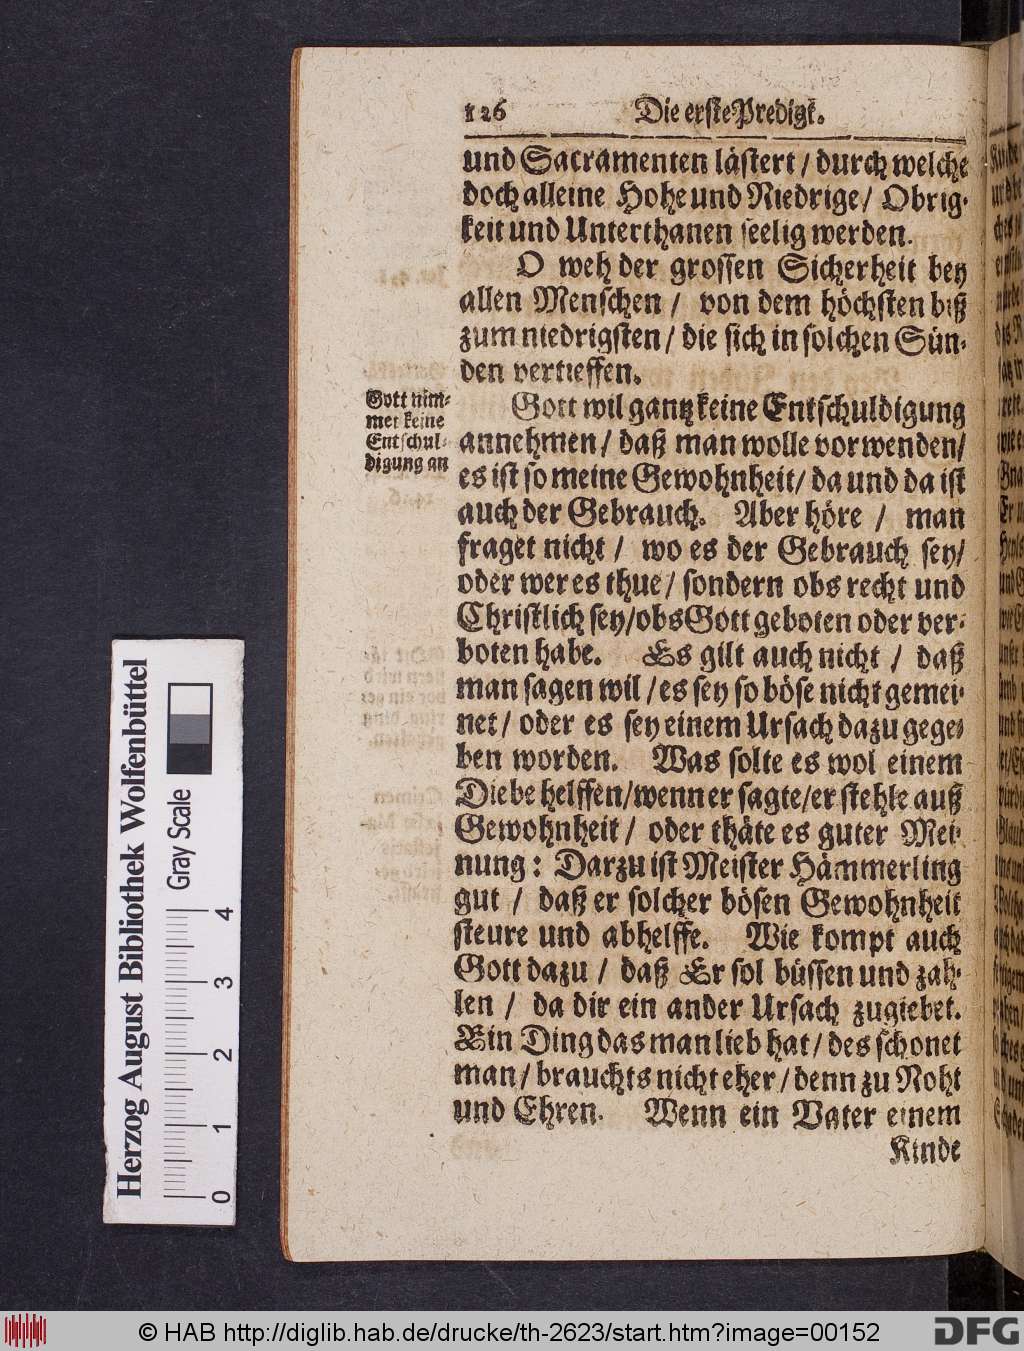 126 Die erste Predigt.
und Sacramenten lästert / durch welche
doch alleine Hohe und Niedrige / Obrig-
keit und Unterthanen seelig werden.
O weh der grossen Sicherheit bey
allen Menschen / von dem höchsten biß
zum niedrigsten / die sich in solchen Sün-
den vertieffen.
Gott nim-
met keine
Entschul-
digung an
Gott wil gantz keine Entschuldigung
annehmen / daß man wolle vorwenden /
es ist so meine Gewohnheit / da und da ist
auch der Gebrauch. Aber höre / man
fraget nicht / wo es der Gebrauch sey /
oder wer es thue / sondern obs recht und
Christlich sey / obs Gott geboten oder ver-
boten habe. Es gilt auch nicht / daß
man sagen wil / es sey so böse nicht gemei-
net / oder es sey einem Ursach dazu gege-
ben worden. Was solte es wol einem
Diebe helffen / wenn er sagte / er stehle auß
Gewohnheit / oder thäte es guter Mei-
nung : Darzu ist Meister Hämmerling
gut / daß er solcher bösen Gewohnheit
steure und abhelffe. Wie kompt auch
Gott dazu / daß Er sol büssen und zah-
len / da dir ein ander Ursach zugiebet.
Ein Ding das man lieb hat / des schonet
man / brauchts nicht eher / denn zu Noht
und Ehren. Wenn ein Vater einem
Kinde
Herzog August Bibliothek Wolfenbüttel
Gray Scale
0 1 2 3 4
© HAB http://diglib.hab.de/drucke/th-2623/start.htm?image=00152
DFG